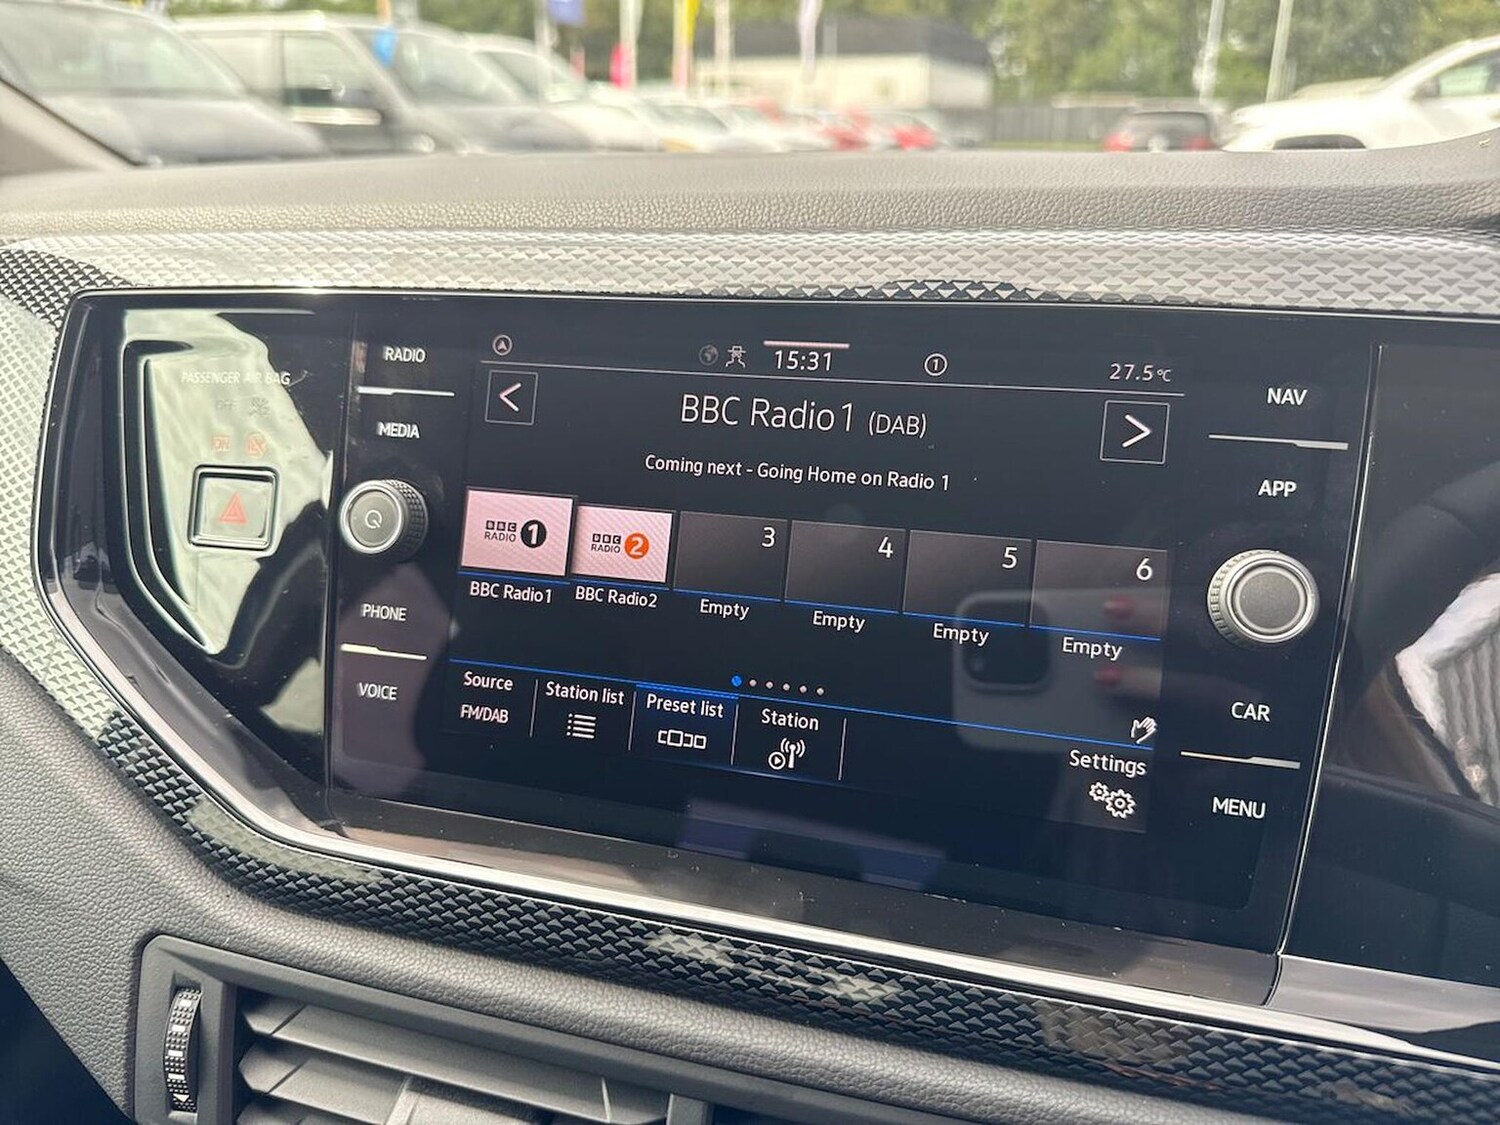 PASSENGER AIR BAG
OFF
ON
RADIO
MEDIA
PHONE
VOICE
15:31
1
27.5°C
BBC Radio 1 (DAB)
Coming next - Going Home on Radio 1
BBC RADIO 1
BBC RADIO 2
3
4
5
6
BBC Radio1
BBC Radio2
Empty
Empty
Empty
Empty
Source
FM/DAB
Station list
Preset list
Station
Settings
NAV
APP
CAR
MENU